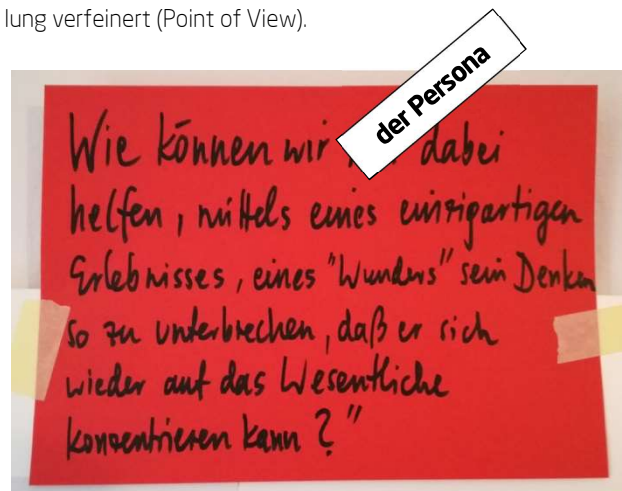 lung verfeinert (Point of View).
der Persona
Wie können wir dabei
helfen, mittels eines einzigartigen
Erlebnisses, eines "Wunders" sein Denken
so zu unterbrechen, daß er sich
wieder auf das Wesentliche
konzentrieren kann?"